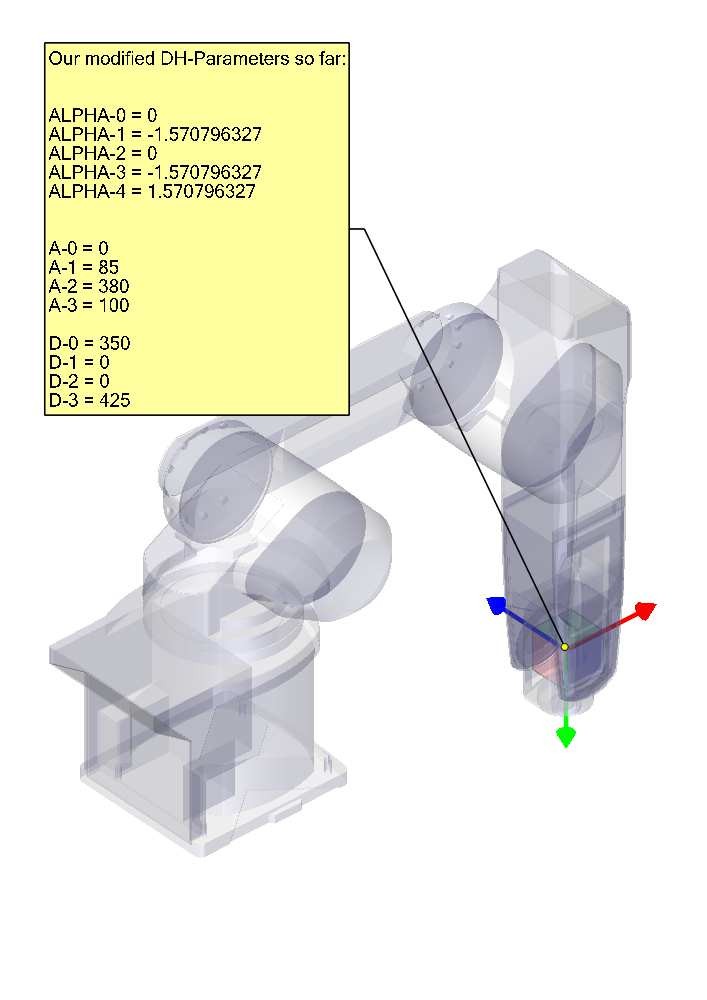 Our modified DH-Parameters so far:
ALPHA-0 = 0
ALPHA-1 = -1.570796327
ALPHA-2 = 0
ALPHA-3 = -1.570796327
ALPHA-4 = 1.570796327
A-0 = 0
A-1 = 85
A-2 = 380
A-3 = 100
D-0 = 350
D-1 = 0
D-2 = 0
D-3 = 425